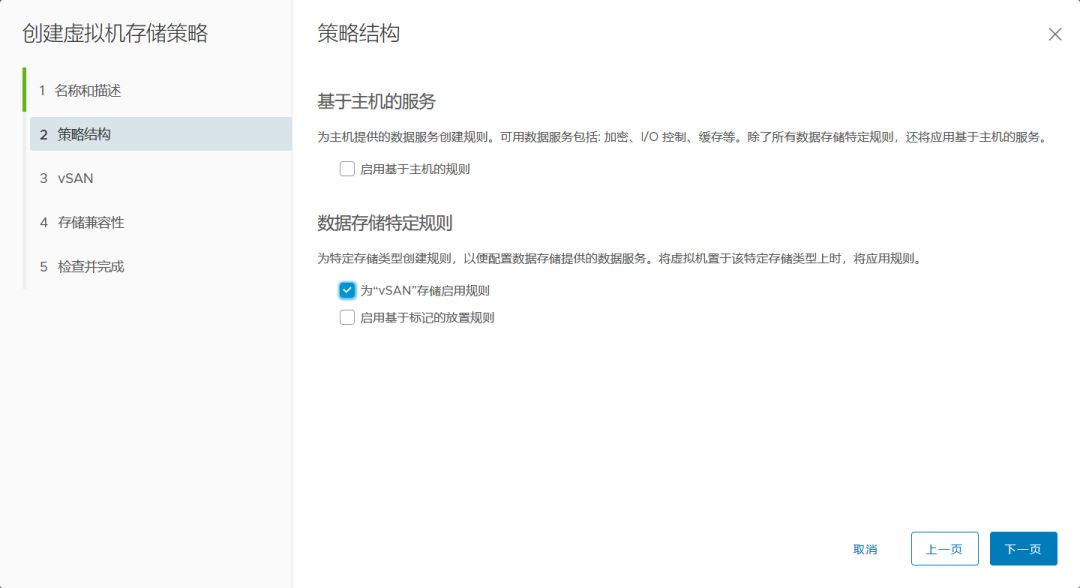 创建虚拟机存储策略
1 名称和描述
2 策略结构
3 vSAN
4 存储兼容性
5 检查并完成
策略结构
基于主机的服务
为主机提供的数据服务创建规则。可用数据服务包括: 加密、I/O 控制、缓存等。除了所有数据存储特定规则，还将应用基于主机的服务。
启用基于主机的规则
数据存储特定规则
为特定存储类型创建规则，以便配置数据存储提供的数据服务。将虚拟机置于该特定存储类型上时，将应用规则。
为“vSAN”存储启用规则
启用基于标记的放置规则
取消
上一页
下一页